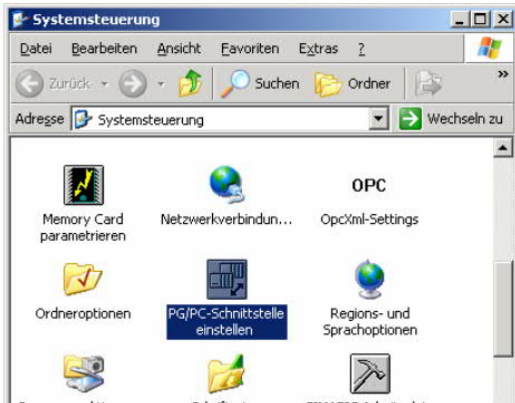 Systemsteuerung
Datei Bearbeiten Ansicht Favoriten Extras ?
Zurück Suchen Ordner »
Adresse Systemsteuerung Wechseln zu
OPC
Memory Card
parametrieren
Netzwerkverbindun...
OpcXml-Settings
Ordneroptionen
PG/PC-Schnittstelle
einstellen
Regions- und
Sprachoptionen